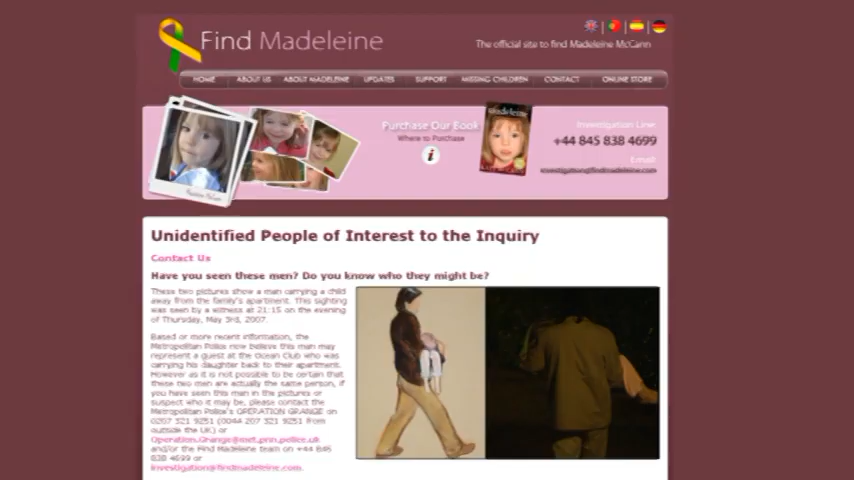 Find Madeleine
The official site to find Madeleine McCann
HOME ABOUT US ABOUT MADELEINE UPDATES SUPPORT MISSING CHILDREN CONTACT ONLINE STORE
Purchase Our Book
Where to Purchase
i
madeleine
Investigation Line:
+44 845 838 4699
Email:
investigation@findmadeleine.com
Unidentified People of Interest to the Inquiry
Contact Us
Have you seen these men? Do you know who they might be?
These two pictures show a man carrying a child
away from the family's apartment. This sighting
was seen by a witness at 21:15 on the evening
of Thursday, May 3rd, 2007.
Based on more recent information, the
Metropolitan Police now believe this man may
represent a guest at the Ocean Club who was
carrying his daughter back to their apartment.
However as it is not possible to be certain that
these two men are actually the same person, if
you have seen this man in the pictures or
suspect who it may be, please contact the
Metropolitan Police's OPERATION GRANGE on
0207 321 9251 (0044 207 321 9251 from
outside the UK) or
Operation.Grange@met.pnn.police.uk
and/or the Find Madeleine team on +44 845
838 4699 or
investigation@findmadeleine.com.